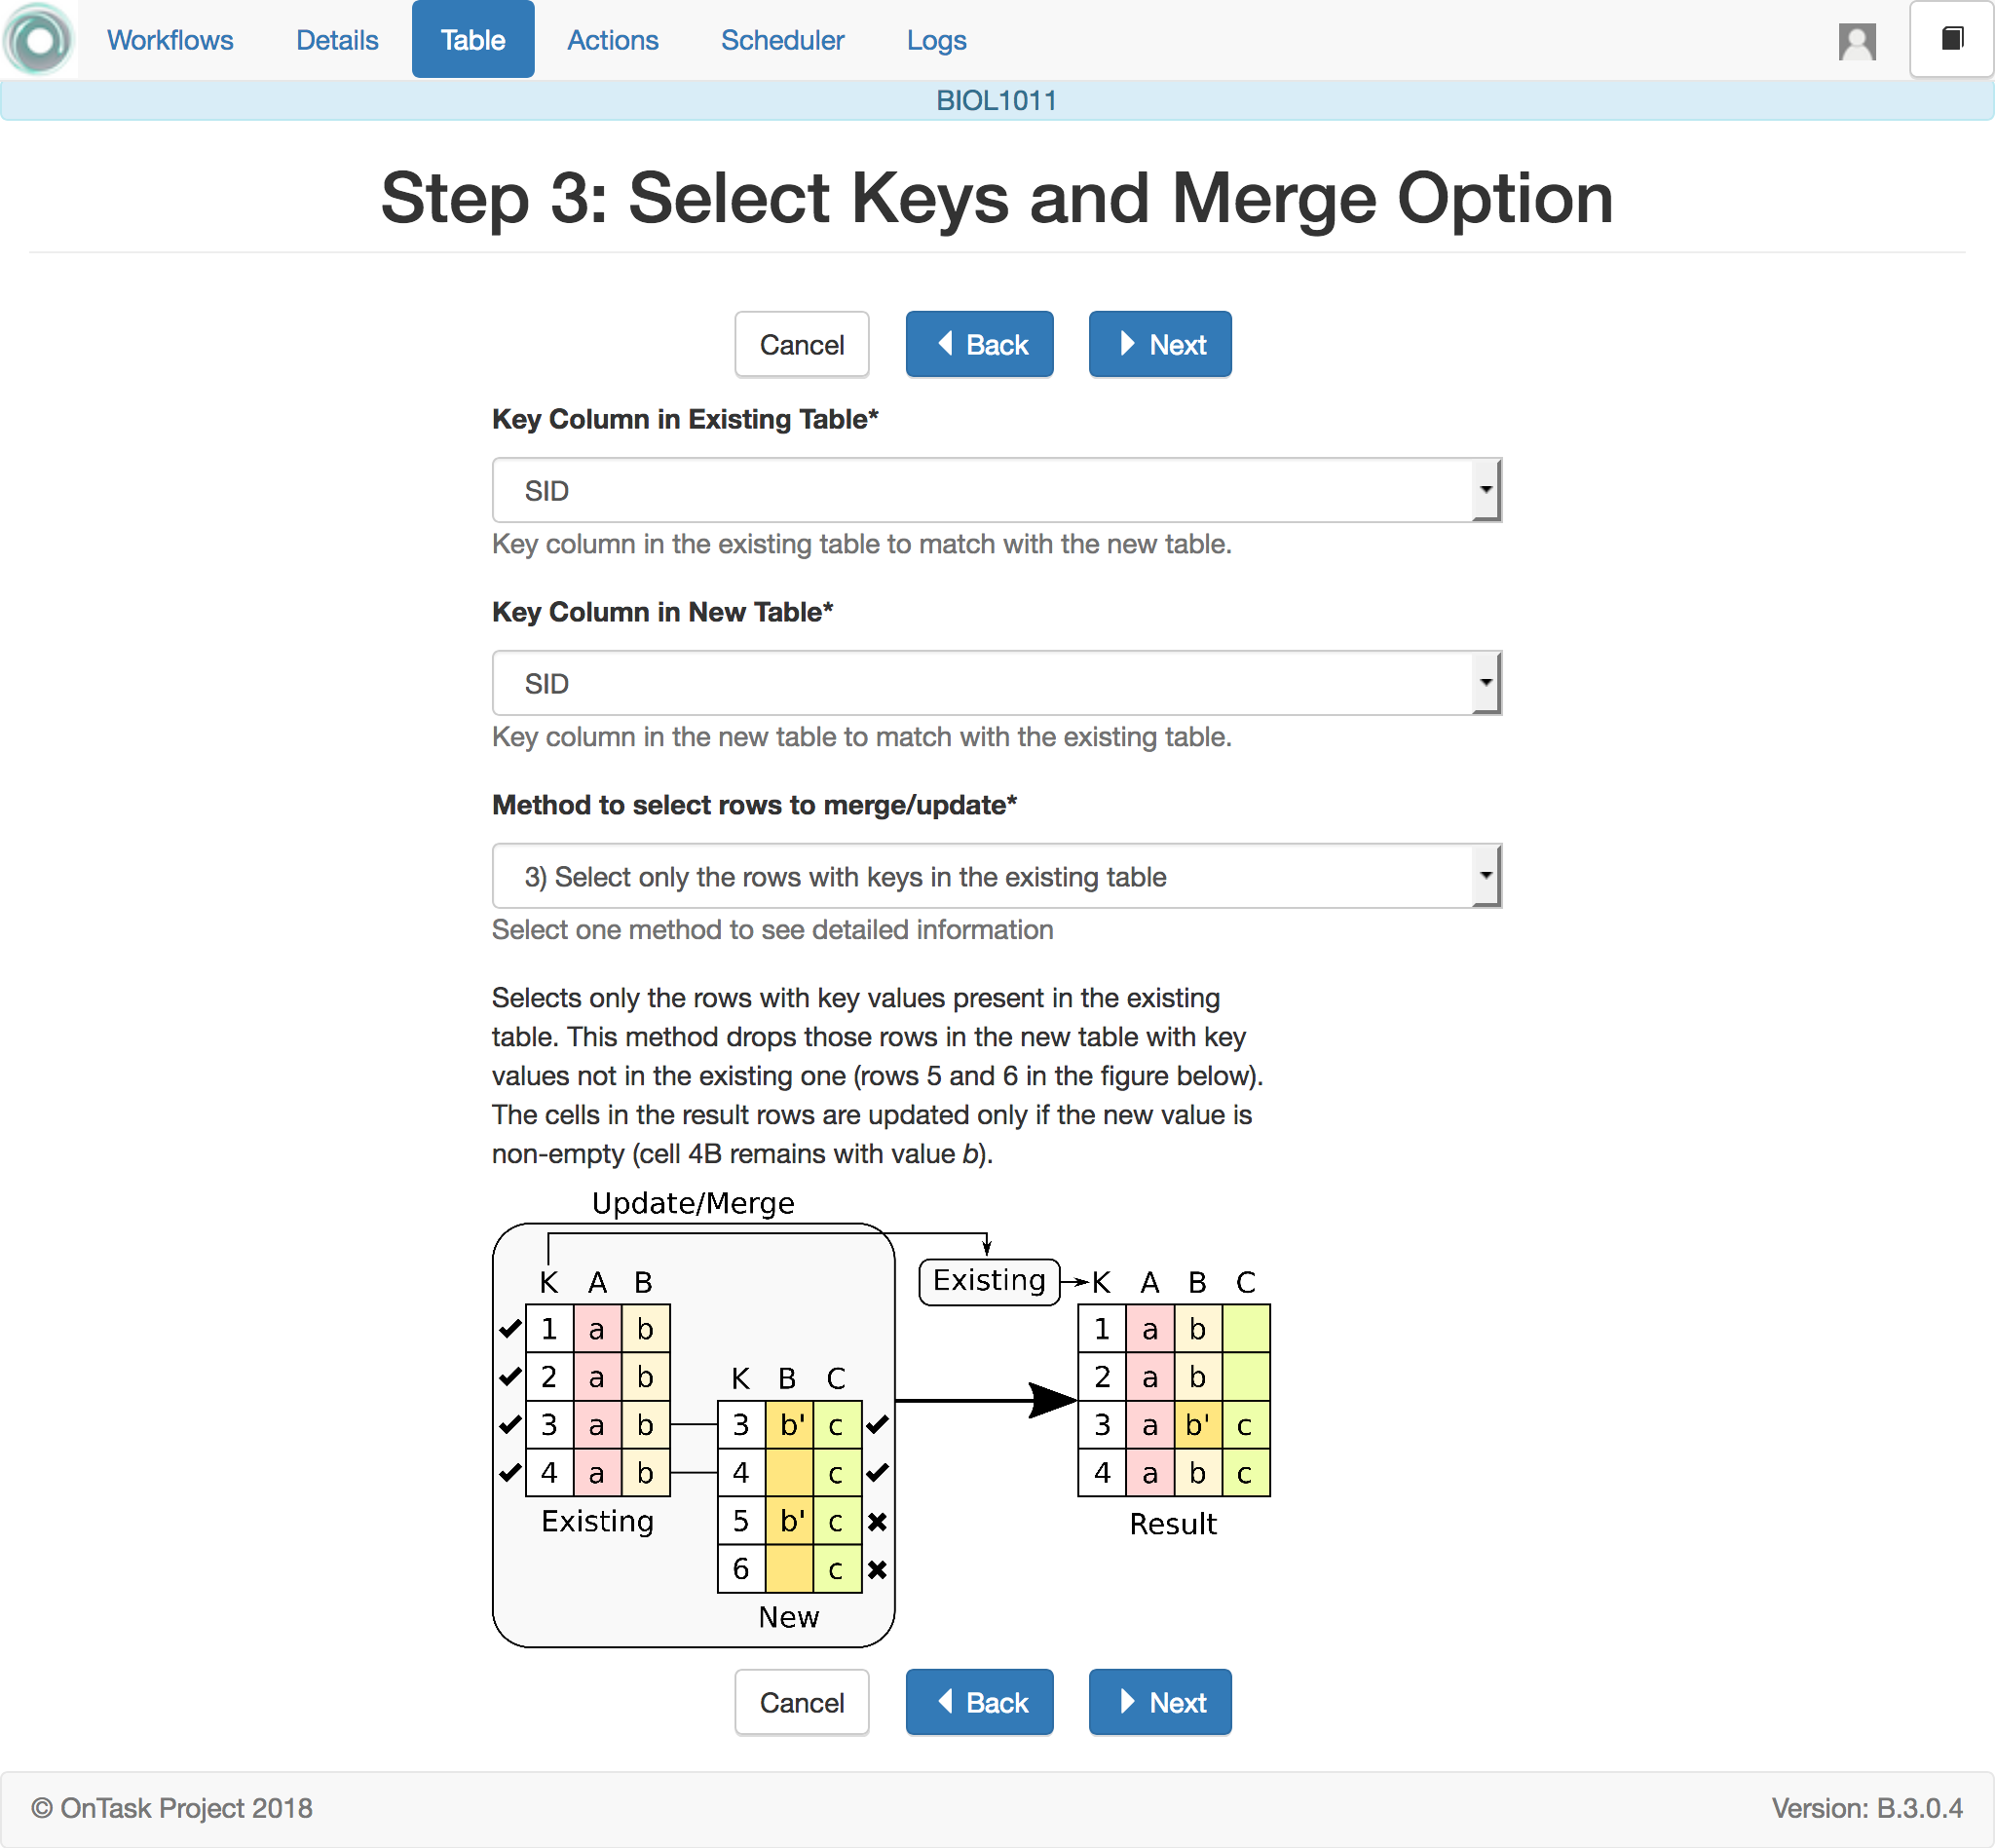 Workflows Details Table Actions Scheduler Logs
BIOL1011
Step 3: Select Keys and Merge Option
Cancel Back Next
Key Column in Existing Table*
SID
Key column in the existing table to match with the new table.
Key Column in New Table*
SID
Key column in the new table to match with the existing table.
Method to select rows to merge/update*
3) Select only the rows with keys in the existing table
Select one method to see detailed information
Selects only the rows with key values present in the existing
table. This method drops those rows in the new table with key
values not in the existing one (rows 5 and 6 in the figure below).
The cells in the result rows are updated only if the new value is
non-empty (cell 4B remains with value b).
Update/Merge
K A B
1 a b
2 a b
3 a b
4 a b
Existing
K B C
3 b' c
4 c
5 b' c
6 c
New
Existing
K A B C
1 a b
2 a b
3 a b' c
4 a b c
Result
Cancel Back Next
© OnTask Project 2018
Version: B.3.0.4